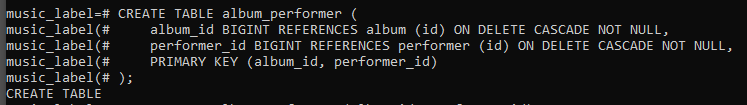 music_label=# CREATE TABLE album_performer (
music_label(#     album_id BIGINT REFERENCES album (id) ON DELETE CASCADE NOT NULL,
music_label(#     performer_id BIGINT REFERENCES performer (id) ON DELETE CASCADE NOT NULL,
music_label(#     PRIMARY KEY (album_id, performer_id)
music_label(# );
CREATE TABLE